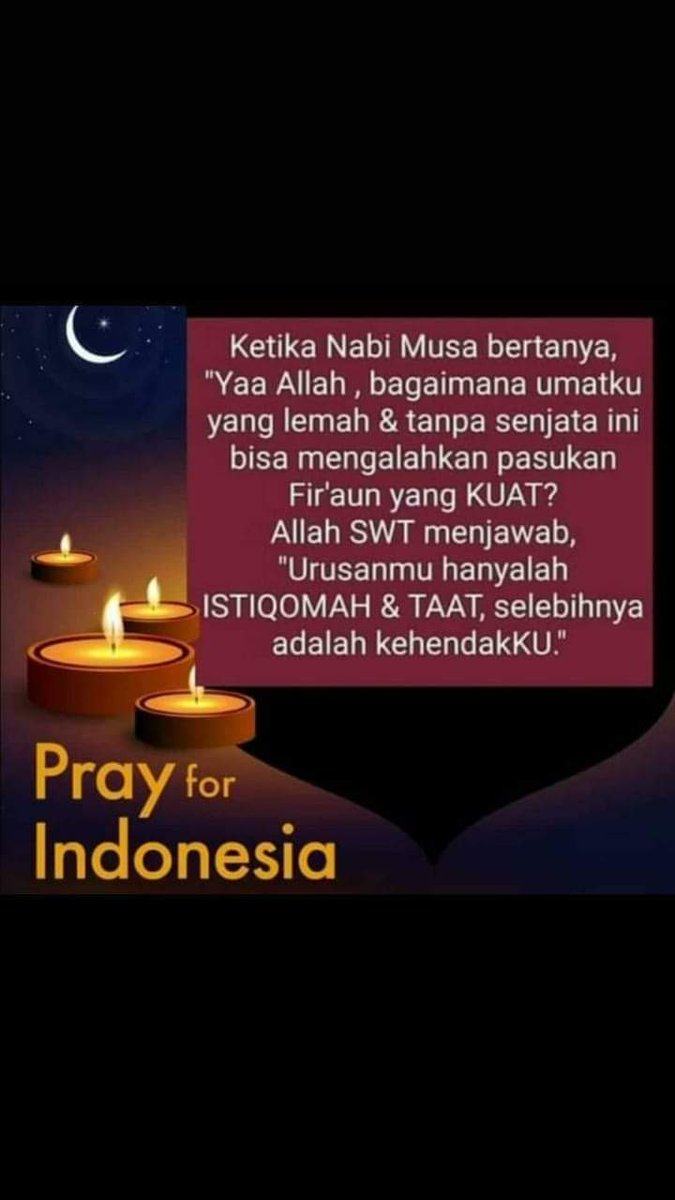 Ketika Nabi Musa bertanya,
"Yaa Allah , bagaimana umatku
yang lemah & tanpa senjata ini
bisa mengalahkan pasukan
Fir'aun yang KUAT?
Allah SWT menjawab,
"Urusanmu hanyalah
ISTIQOMAH & TAAT, selebihnya
adalah kehendakKU."
Pray for
Indonesia